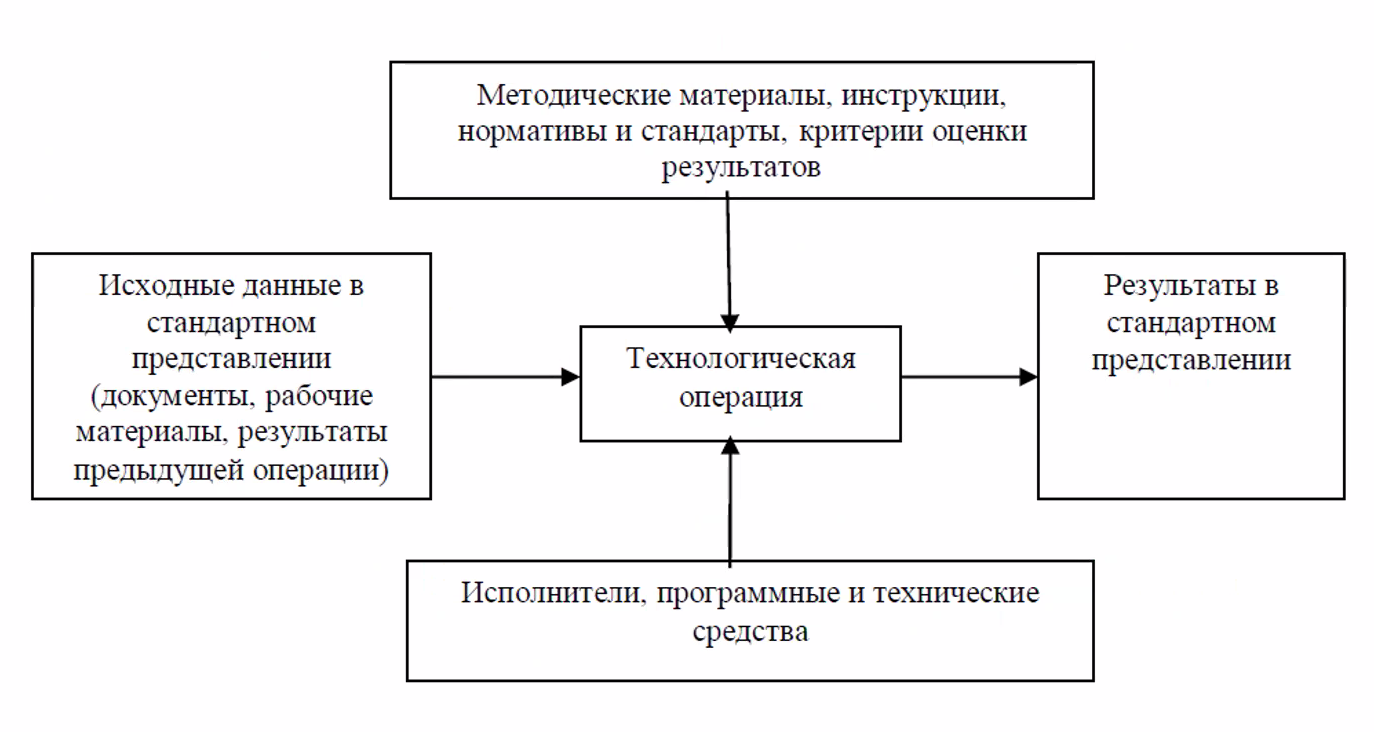 Методические материалы, инструкции,
нормативы и стандарты, критерии оценки
результатов
Исходные данные в
стандартном
представлении
(документы, рабочие
материалы, результаты
предыдущей операции)
Технологическая
операция
Результаты в
стандартном
представлении
Исполнители, программные и технические
средства